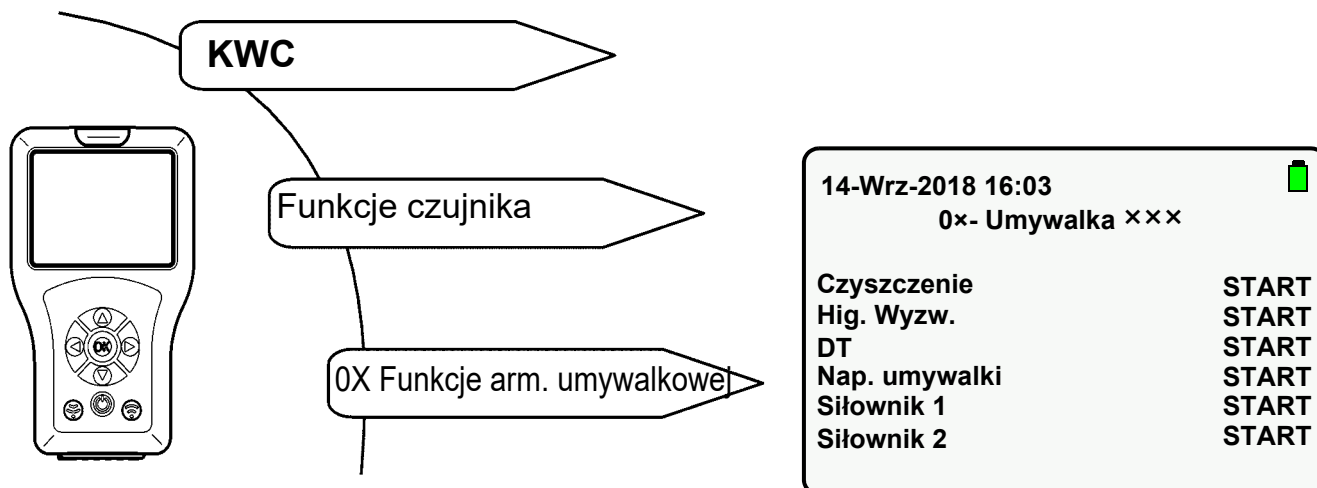 KWC
Funkcje czujnika
0X Funkcje arm. umywalkowej
OK
14-Wrz-2018 16:03
0×- Umywalka ×××
Czyszczenie START
Hig. Wyzw. START
DT START
Nap. umywalki START
Siłownik 1 START
Siłownik 2 START